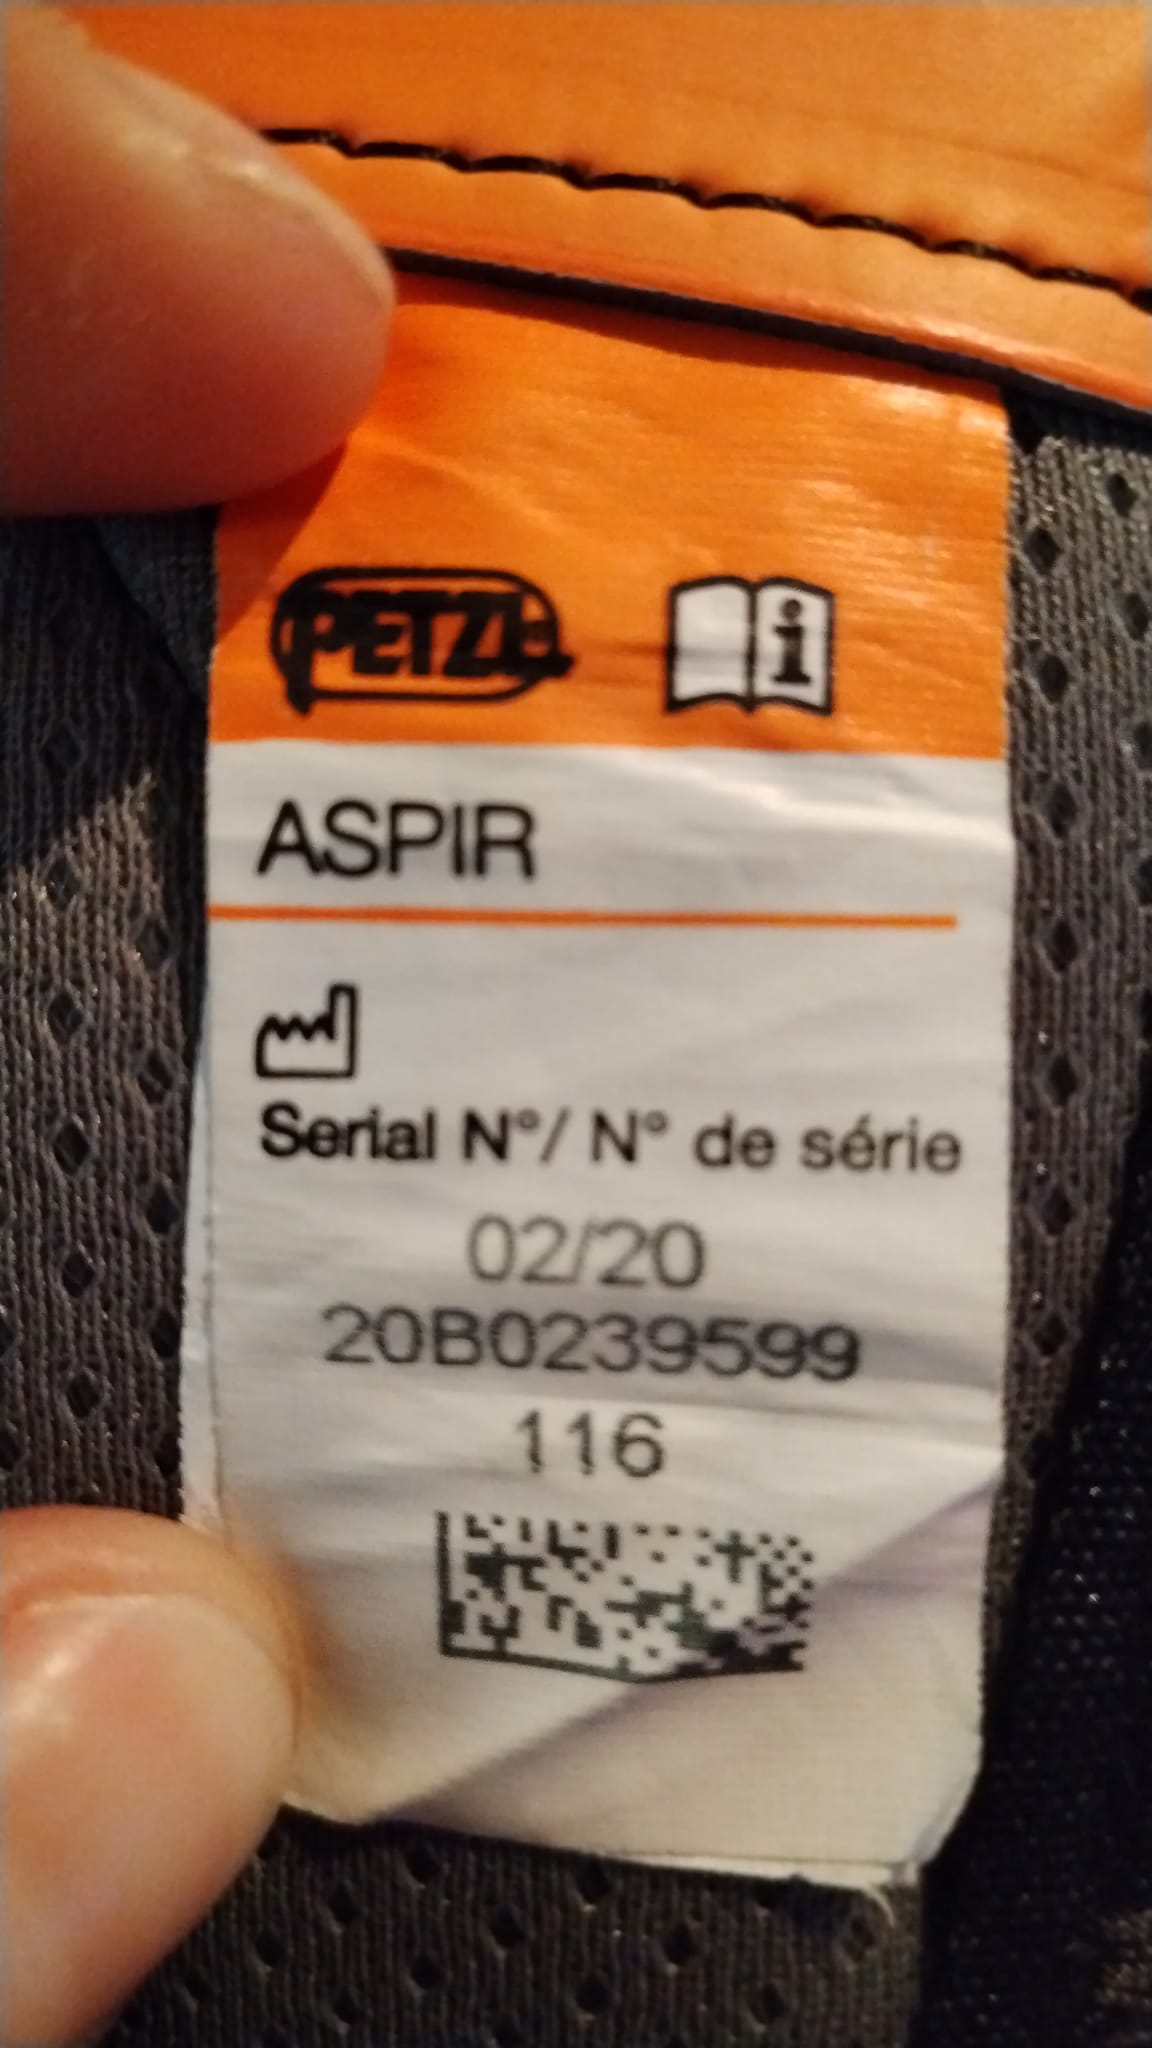 PETZL
i
ASPIR
Serial N°/ N° de série
02/20
20B0239599
116